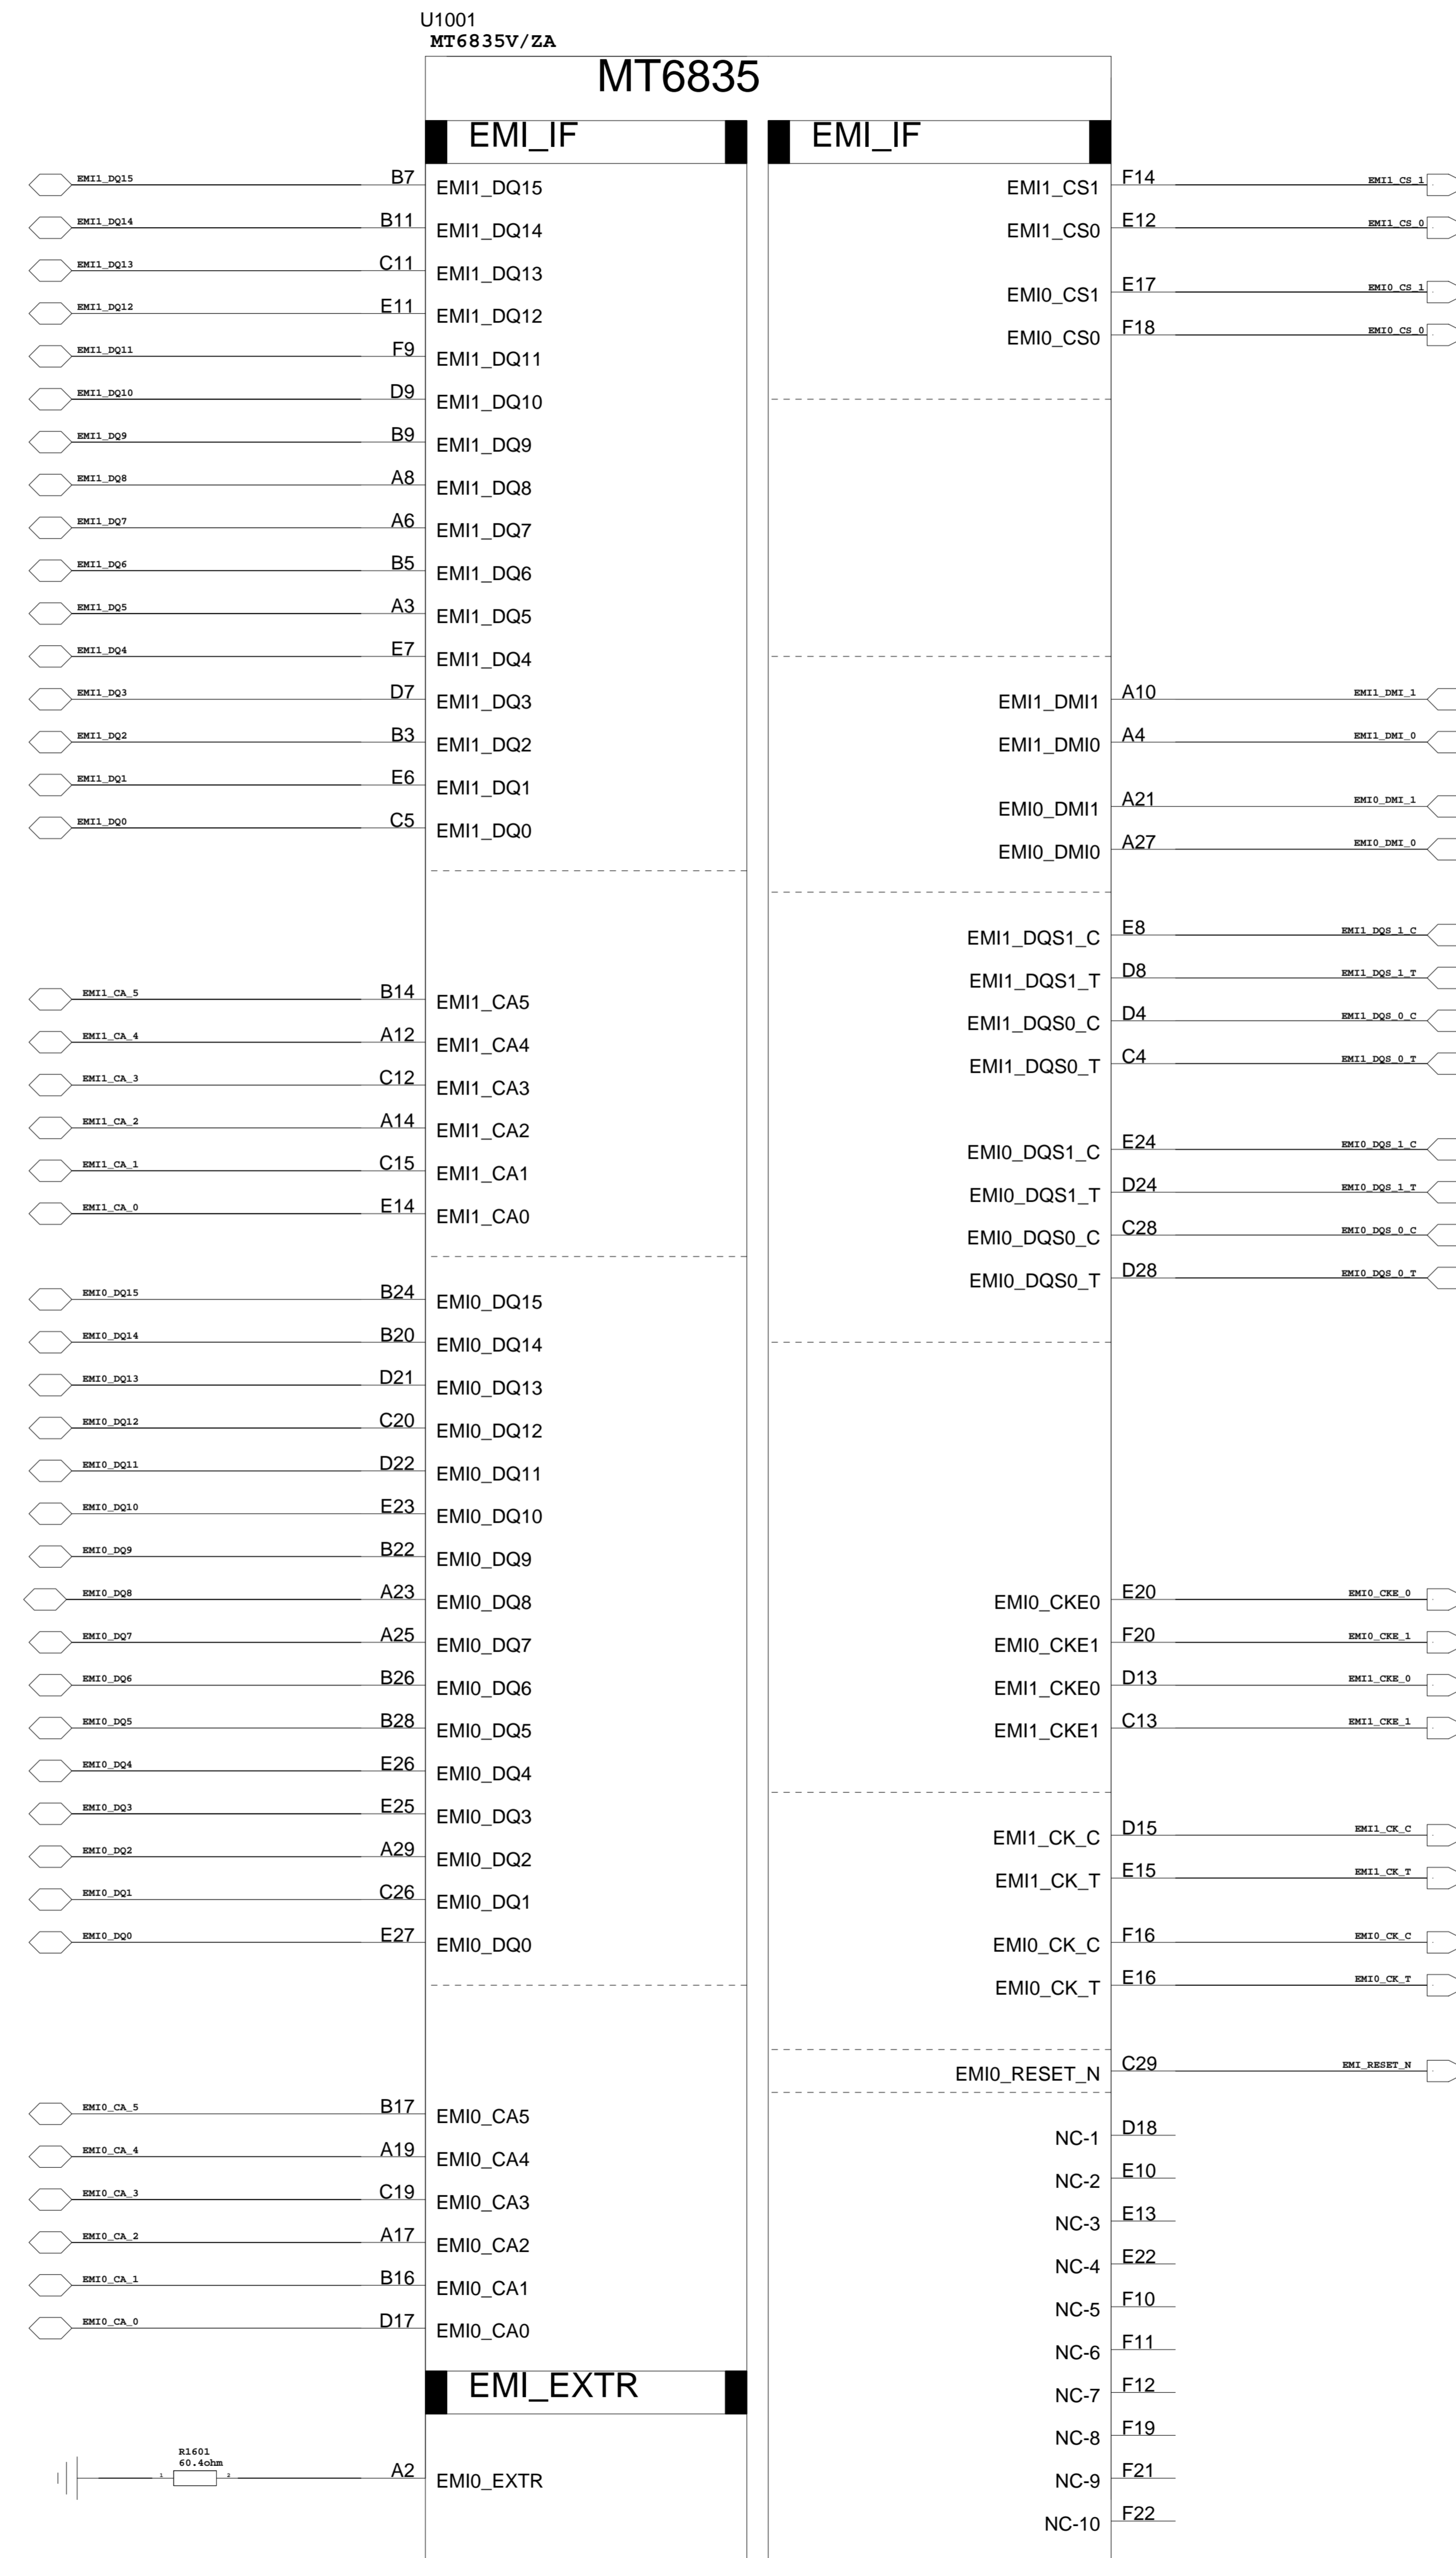 U1001
MT6835V/ZA
MT6835
EMI_IF
EMI1_DQ15 B7 EMI1_DQ15
EMI1_DQ14 B11 EMI1_DQ14
EMI1_DQ13 C11 EMI1_DQ13
EMI1_DQ12 E11 EMI1_DQ12
EMI1_DQ11 F9 EMI1_DQ11
EMI1_DQ10 D9 EMI1_DQ10
EMI1_DQ9 B9 EMI1_DQ9
EMI1_DQ8 A8 EMI1_DQ8
EMI1_DQ7 A6 EMI1_DQ7
EMI1_DQ6 B5 EMI1_DQ6
EMI1_DQ5 A3 EMI1_DQ5
EMI1_DQ4 E7 EMI1_DQ4
EMI1_DQ3 D7 EMI1_DQ3
EMI1_DQ2 B3 EMI1_DQ2
EMI1_DQ1 E6 EMI1_DQ1
EMI1_DQ0 C5 EMI1_DQ0
EMI1_CA_5 B14 EMI1_CA5
EMI1_CA_4 A12 EMI1_CA4
EMI1_CA_3 C12 EMI1_CA3
EMI1_CA_2 A14 EMI1_CA2
EMI1_CA_1 C15 EMI1_CA1
EMI1_CA_0 E14 EMI1_CA0
EMI0_DQ15 B24 EMI0_DQ15
EMI0_DQ14 B20 EMI0_DQ14
EMI0_DQ13 D21 EMI0_DQ13
EMI0_DQ12 C20 EMI0_DQ12
EMI0_DQ11 D22 EMI0_DQ11
EMI0_DQ10 E23 EMI0_DQ10
EMI0_DQ9 B22 EMI0_DQ9
EMI0_DQ8 A23 EMI0_DQ8
EMI0_DQ7 A25 EMI0_DQ7
EMI0_DQ6 B26 EMI0_DQ6
EMI0_DQ5 B28 EMI0_DQ5
EMI0_DQ4 E26 EMI0_DQ4
EMI0_DQ3 E25 EMI0_DQ3
EMI0_DQ2 A29 EMI0_DQ2
EMI0_DQ1 C26 EMI0_DQ1
EMI0_DQ0 E27 EMI0_DQ0
EMI0_CA_5 B17 EMI0_CA5
EMI0_CA_4 A19 EMI0_CA4
EMI0_CA_3 C19 EMI0_CA3
EMI0_CA_2 A17 EMI0_CA2
EMI0_CA_1 B16 EMI0_CA1
EMI0_CA_0 D17 EMI0_CA0
EMI_EXTR
R1601
60.4ohm
1 2 A2 EMI0_EXTR
EMI_IF
EMI1_CS1 F14 EMI1_CS_1
EMI1_CS0 E12 EMI1_CS_0
EMI0_CS1 E17 EMI0_CS_1
EMI0_CS0 F18 EMI0_CS_0
EMI1_DMI1 A10 EMI1_DMI_1
EMI1_DMI0 A4 EMI1_DMI_0
EMI0_DMI1 A21 EMI0_DMI_1
EMI0_DMI0 A27 EMI0_DMI_0
EMI1_DQS1_C E8 EMI1_DQS_1_C
EMI1_DQS1_T D8 EMI1_DQS_1_T
EMI1_DQS0_C D4 EMI1_DQS_0_C
EMI1_DQS0_T C4 EMI1_DQS_0_T
EMI0_DQS1_C E24 EMI0_DQS_1_C
EMI0_DQS1_T D24 EMI0_DQS_1_T
EMI0_DQS0_C C28 EMI0_DQS_0_C
EMI0_DQS0_T D28 EMI0_DQS_0_T
EMI0_CKE0 E20 EMI0_CKE_0
EMI0_CKE1 F20 EMI0_CKE_1
EMI1_CKE0 D13 EMI1_CKE_0
EMI1_CKE1 C13 EMI1_CKE_1
EMI1_CK_C D15 EMI1_CK_C
EMI1_CK_T E15 EMI1_CK_T
EMI0_CK_C F16 EMI0_CK_C
EMI0_CK_T E16 EMI0_CK_T
EMI0_RESET_N C29 EMI_RESET_N
NC-1 D18
NC-2 E10
NC-3 E13
NC-4 E22
NC-5 F10
NC-6 F11
NC-7 F12
NC-8 F19
NC-9 F21
NC-10 F22